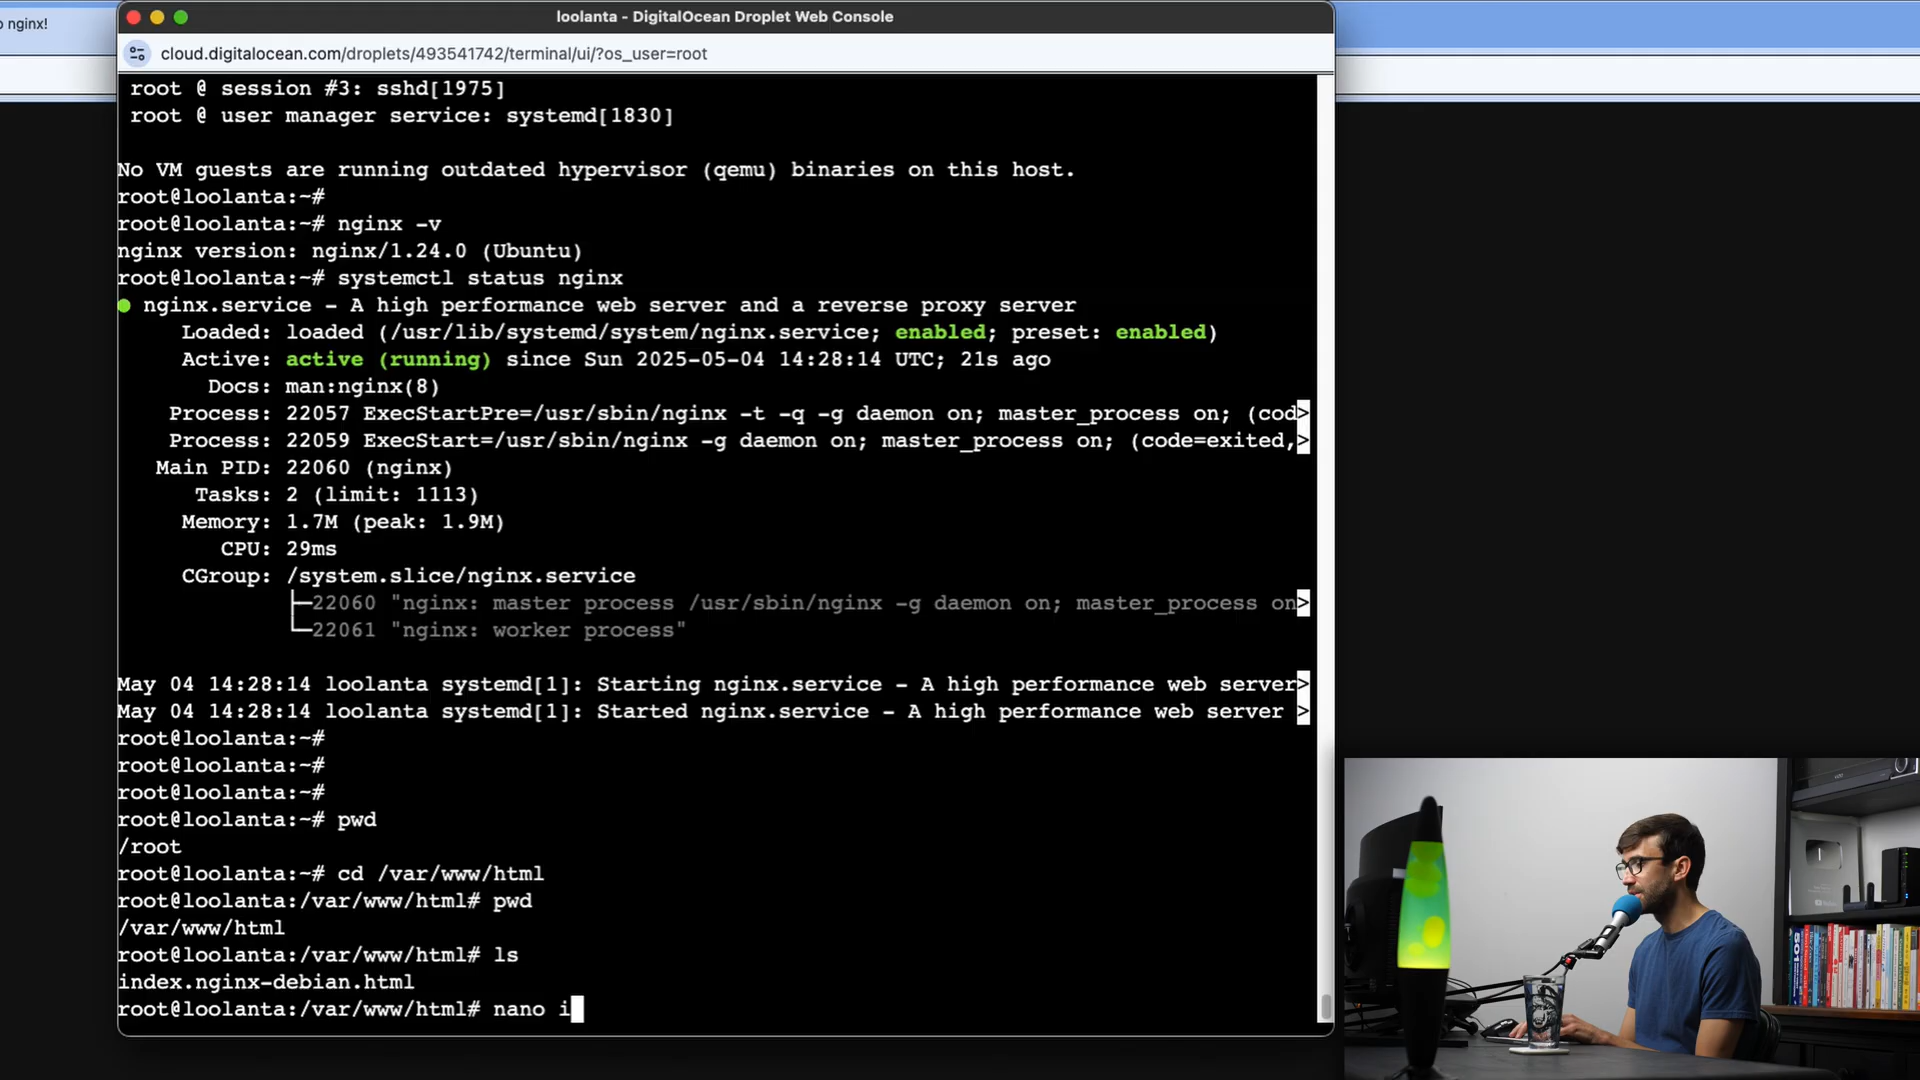 nginx!
loolanta - DigitalOcean Droplet Web Console
cloud.digitalocean.com/droplets/493541742/terminal/ui/?os_user=root
root @ session #3: sshd[1975]
root @ user manager service: systemd[1830]
No VM guests are running outdated hypervisor (qemu) binaries on this host.
root@loolanta:~#
root@loolanta:~# nginx -v
nginx version: nginx/1.24.0 (Ubuntu)
root@loolanta:~# systemctl status nginx
● nginx.service - A high performance web server and a reverse proxy server
Loaded: loaded (/usr/lib/systemd/system/nginx.service; enabled; preset: enabled)
Active: active (running) since Sun 2025-05-04 14:28:14 UTC; 21s ago
Docs: man:nginx(8)
Process: 22057 ExecStartPre=/usr/sbin/nginx -t -q -g daemon on; master_process on; (cod>
Process: 22059 ExecStart=/usr/sbin/nginx -g daemon on; master_process on; (code=exited,>
Main PID: 22060 (nginx)
Tasks: 2 (limit: 1113)
Memory: 1.7M (peak: 1.9M)
CPU: 29ms
CGroup: /system.slice/nginx.service
├─22060 "nginx: master process /usr/sbin/nginx -g daemon on; master_process on>
└─22061 "nginx: worker process"
May 04 14:28:14 loolanta systemd[1]: Starting nginx.service - A high performance web server>
May 04 14:28:14 loolanta systemd[1]: Started nginx.service - A high performance web server >
root@loolanta:~#
root@loolanta:~#
root@loolanta:~#
root@loolanta:~# pwd
/root
root@loolanta:~# cd /var/www/html
root@loolanta:/var/www/html# pwd
/var/www/html
root@loolanta:/var/www/html# ls
index.nginx-debian.html
root@loolanta:/var/www/html# nano i